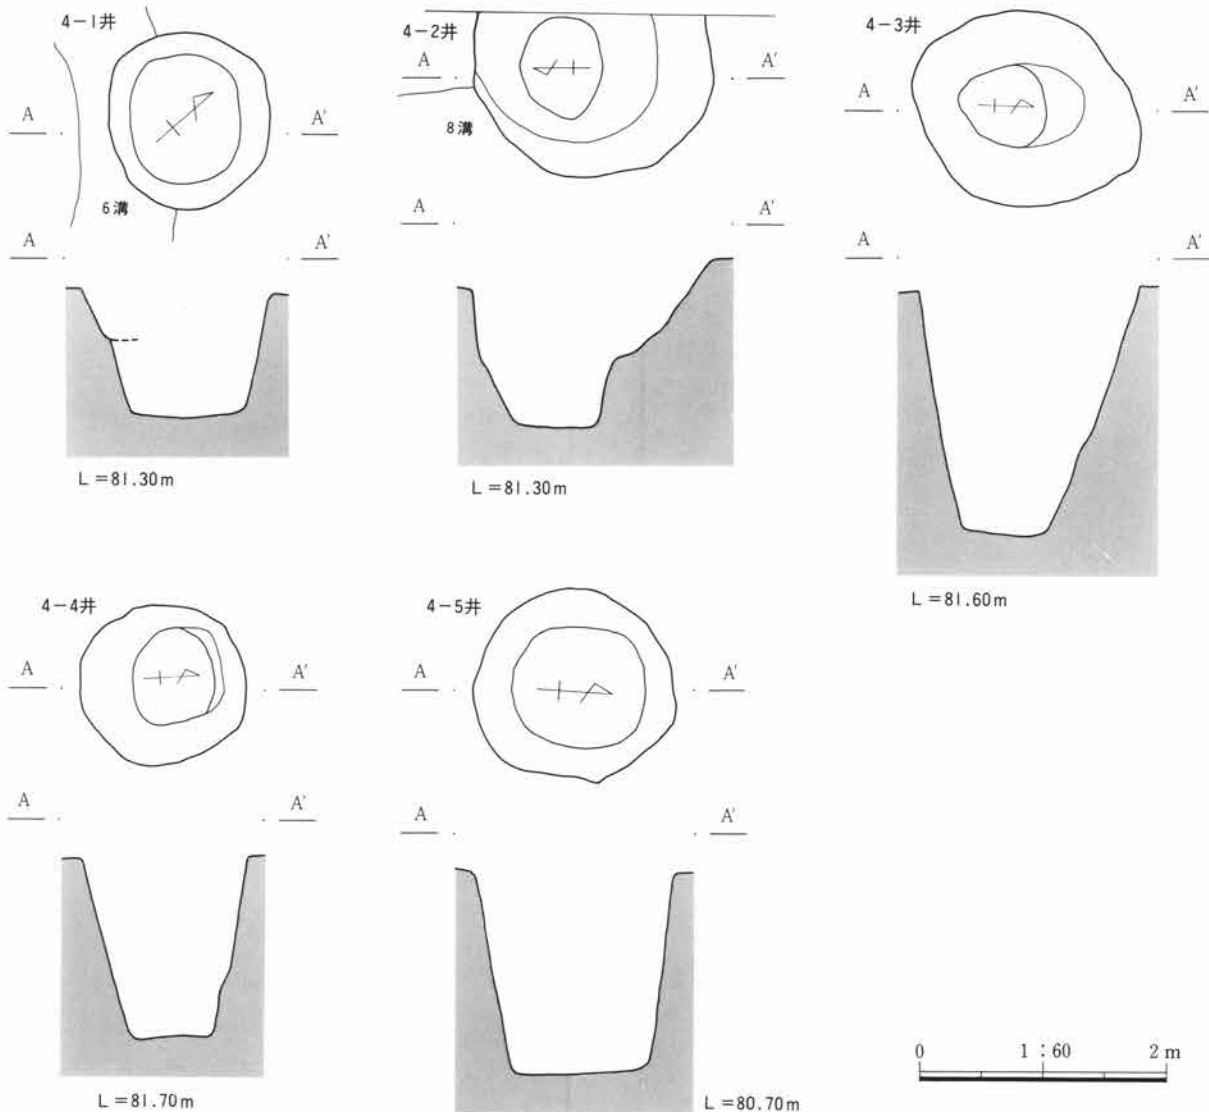 4-1井
A A'
6溝
A A'
L=81.30m
4-2井
A A'
8溝
A A'
L=81.30m
4-3井
A A'
A A'
L=81.60m
4-4井
A A'
A A'
L=81.70m
4-5井
A A'
A A'
L=80.70m
0 1:60 2m